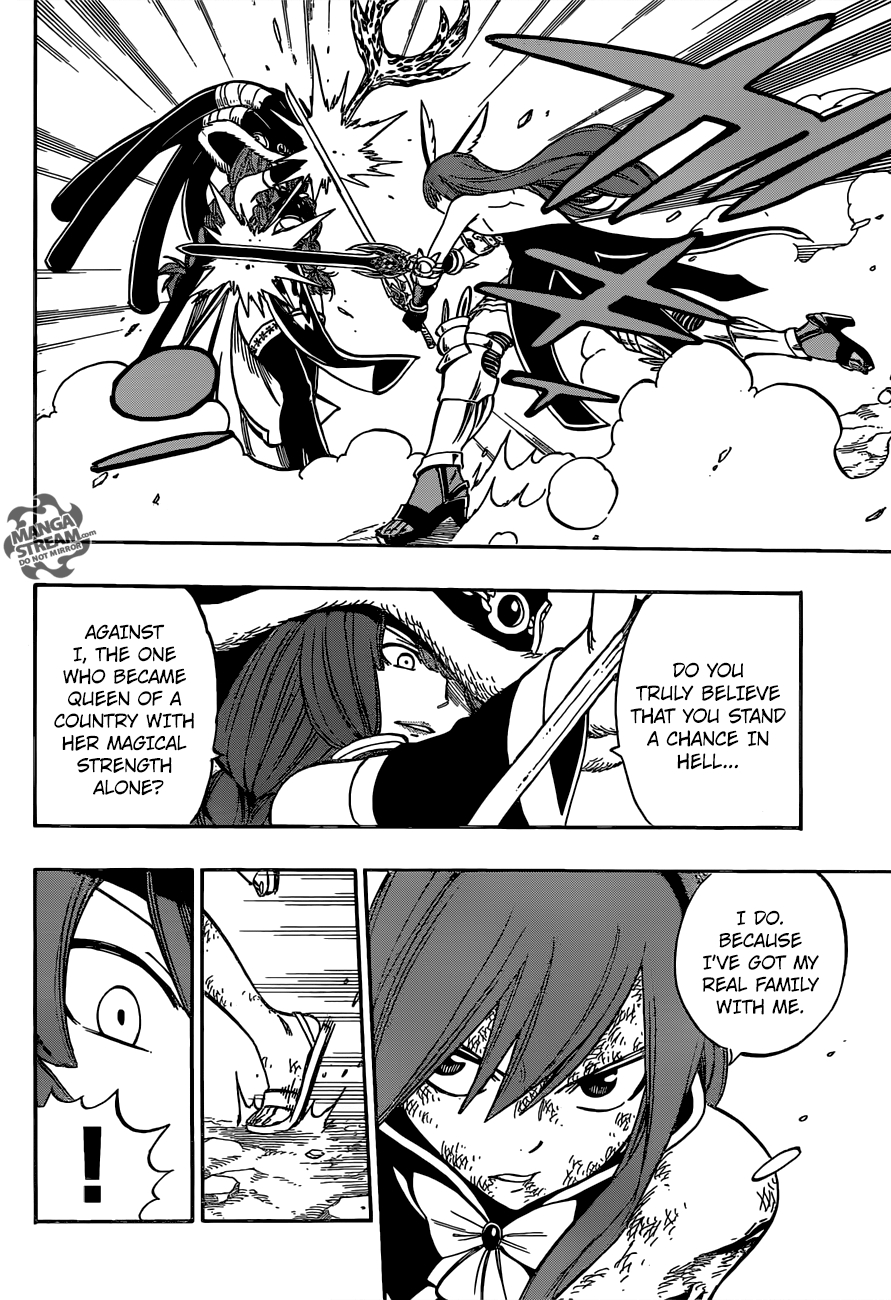 MANGA
STREAM.com
DO NOT MIRROR
DO YOU
TRULY BELIEVE
THAT YOU STAND
A CHANCE IN
HELL...
AGAINST
I, THE ONE
WHO BECAME
QUEEN OF A
COUNTRY WITH
HER MAGICAL
STRENGTH
ALONE?
I DO.
BECAUSE
I'VE GOT MY
REAL FAMILY
WITH ME.
!